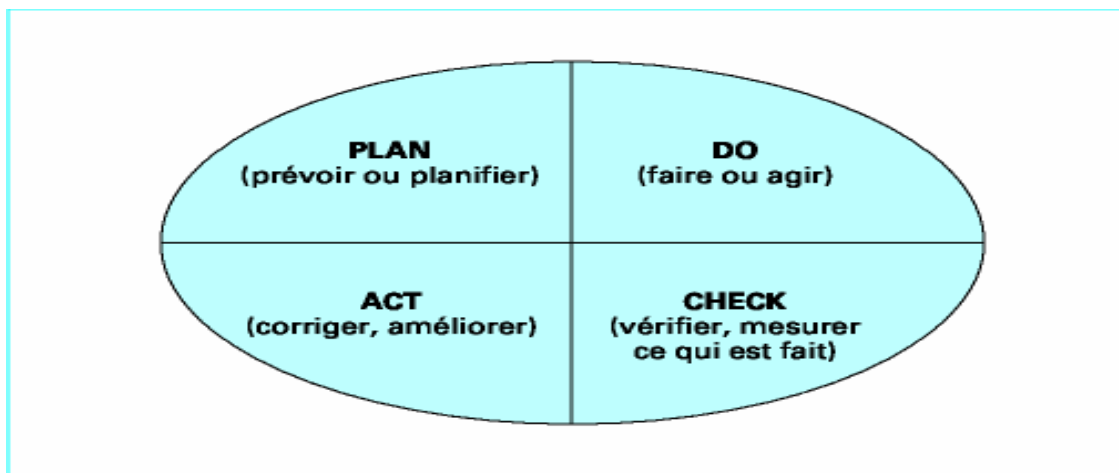 PLAN
(prévoir ou planifier)
DO
(faire ou agir)
ACT
(corriger, améliorer)
CHECK
(vérifier, mesurer
ce qui est fait)